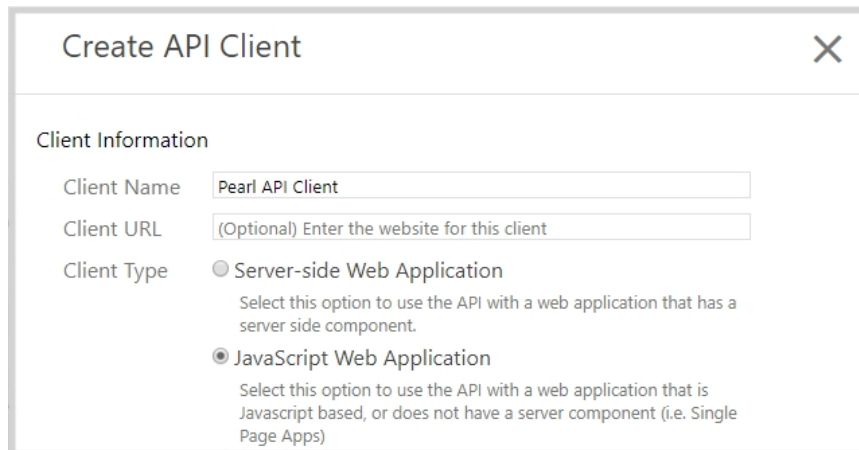 Create API Client
Client Information
Client Name Pearl API Client
Client URL (Optional) Enter the website for this client
Client Type Server-side Web Application
Select this option to use the API with a web application that has a
server side component.
JavaScript Web Application
Select this option to use the API with a web application that is
Javascript based, or does not have a server component (i.e. Single
Page Apps)